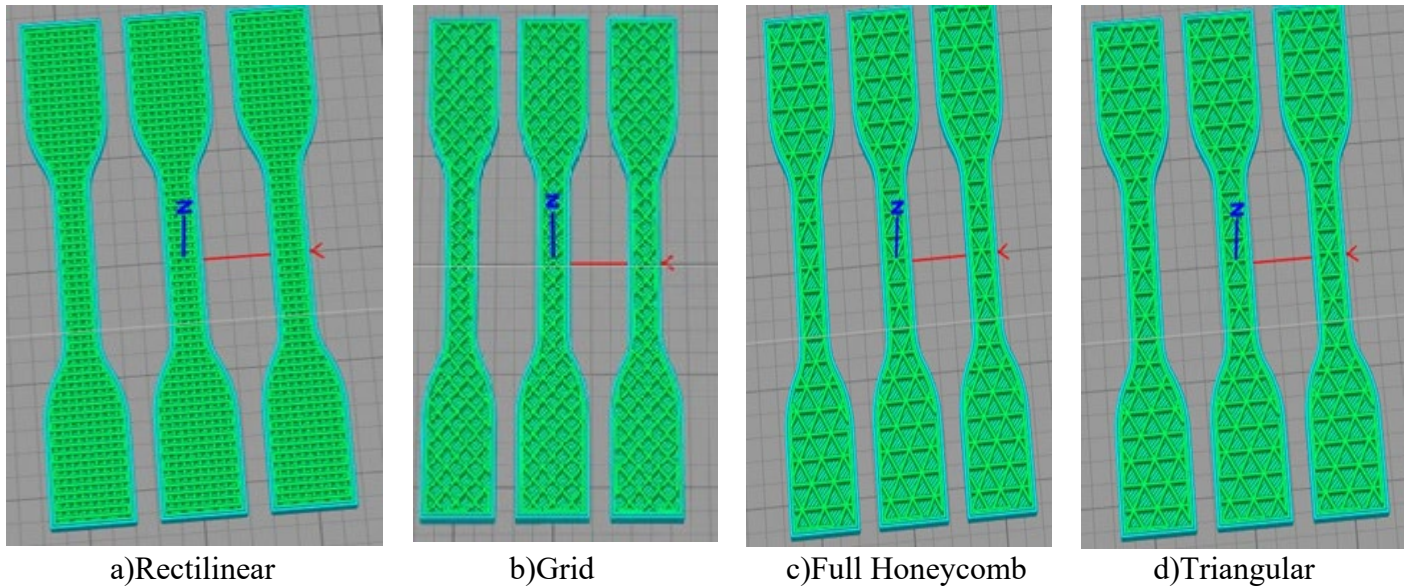 N
N
N
N
a)Rectilinear
b)Grid
c)Full Honeycomb
d)Triangular